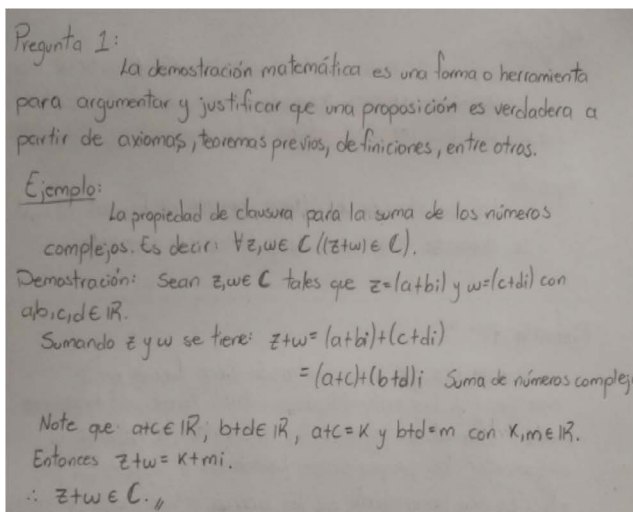 Pregunta 1:
La demostración matemática es una forma o herramienta
para argumentar y justificar que una proposición es verdadera a
partir de axiomas, teoremas previos, definiciones, entre otros.
Ejemplo:
La propiedad de clausura para la suma de los números
complejos. Es decir: ∀z,w∈ ℂ ((z+w) ∈ ℂ).
Demostración: Sean z,w∈ ℂ tales que z=(a+bi) y w=(c+di) con
a,b,c,d ∈ ℝ.
Sumando z y w se tiene: z+w= (a+bi)+(c+di)
= (a+c)+(b+d)i Suma de números complej
Note que a+c∈ℝ; b+d∈ℝ, a+c=K y b+d=m con K,m∈ℝ.
Entonces z+w= K+mi.
∴ z+w ∈ ℂ.//